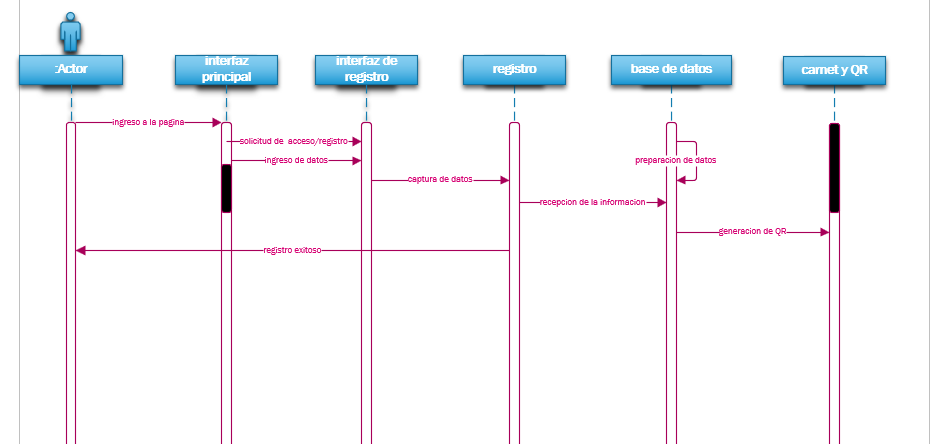 :Actor
interfaz
principal
interfaz de
registro
registro
base de datos
carnet y QR
ingreso a la pagina
solicitud de acceso/registro
ingreso de datos
preparacion de datos
captura de datos
recepcion de la informacion
generacion de QR
registro exitoso